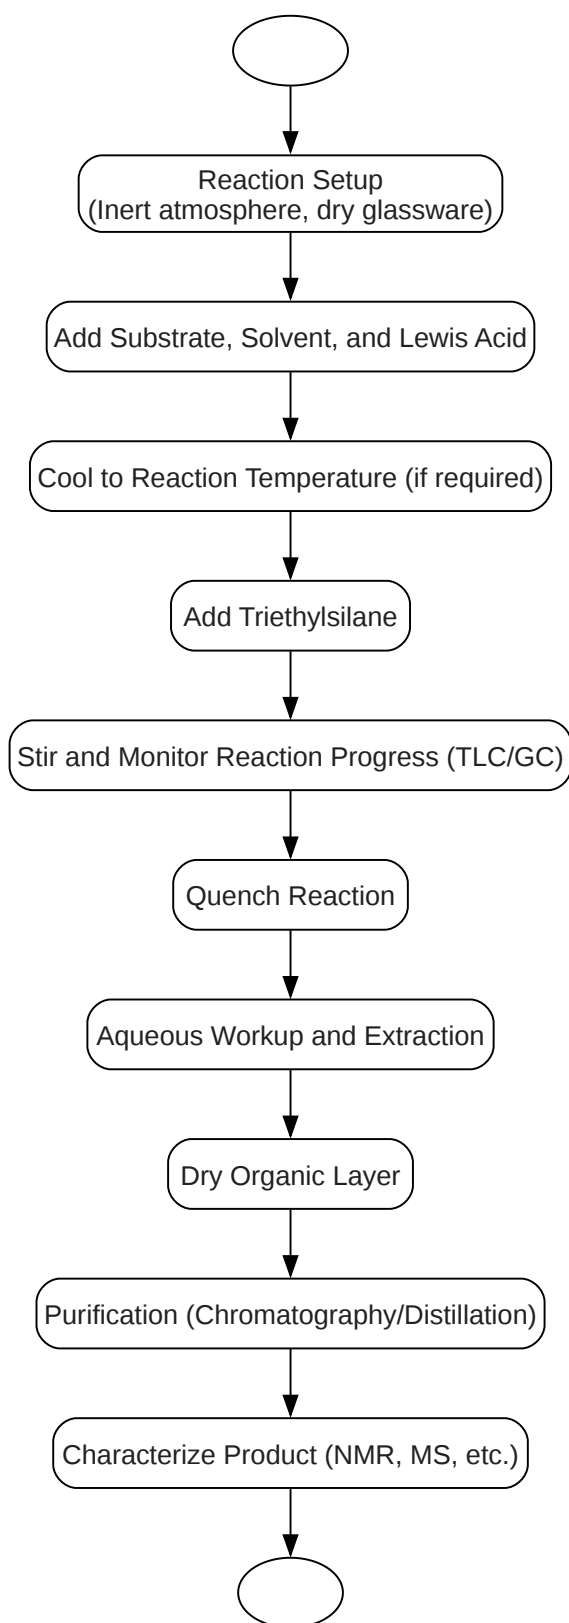 Reaction Setup
(Inert atmosphere, dry glassware)
Add Substrate, Solvent, and Lewis Acid
Cool to Reaction Temperature (if required)
Add Triethylsilane
Stir and Monitor Reaction Progress (TLC/GC)
Quench Reaction
Aqueous Workup and Extraction
Dry Organic Layer
Purification (Chromatography/Distillation)
Characterize Product (NMR, MS, etc.)